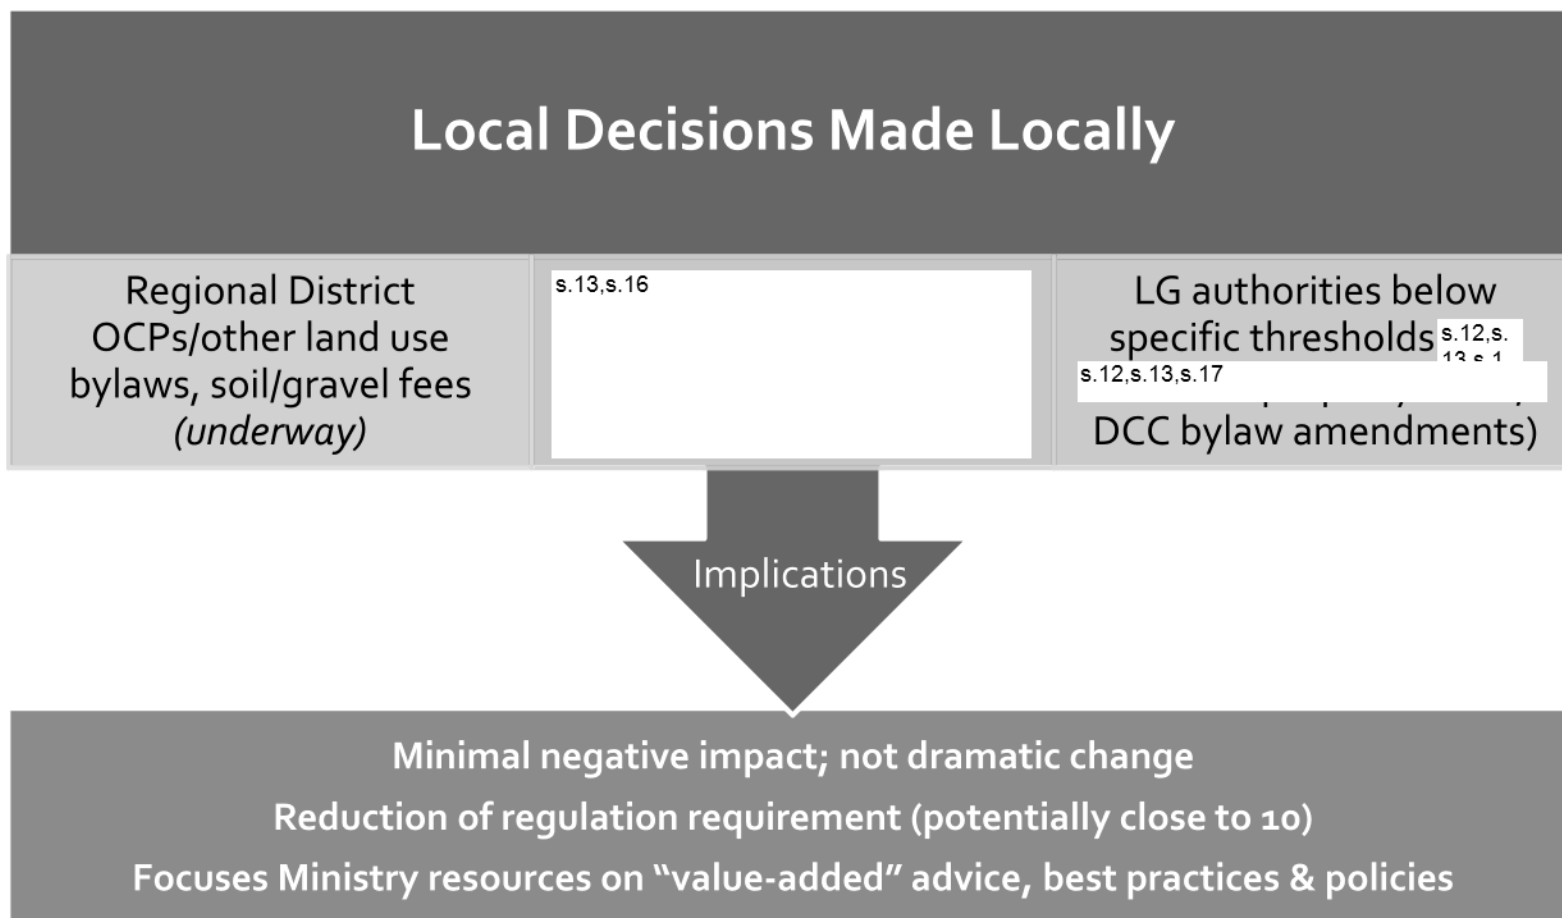 Local Decisions Made Locally
Regional District
OCPs/other land use
bylaws, soil/gravel fees
(underway)
s.13,s.16
LG authorities below
specific thresholds
s.12,s.
s.12,s.13,s.17
DCC bylaw amendments)
Implications
Minimal negative impact; not dramatic change
Reduction of regulation requirement (potentially close to 10)
Focuses Ministry resources on “value-added” advice, best practices & policies